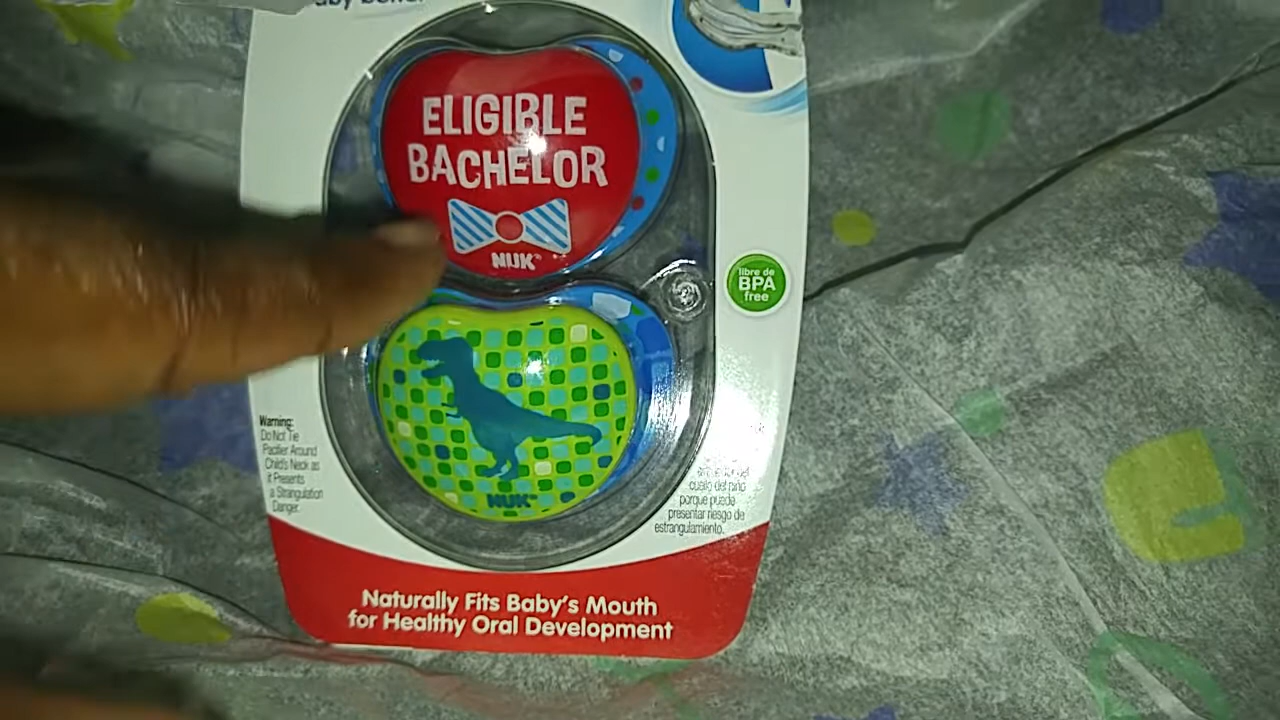 ELIGIBLE
BACHELOR
NUK
libre de
BPA
free
NUK
Warning:
Do Not Tie
Pacifier Around
Child's Neck as
it Presents
a Strangulation
Danger.
cuello del niño
porque puede
presentar riesgo de
estrangulamiento.
Naturally Fits Baby's Mouth
for Healthy Oral Development